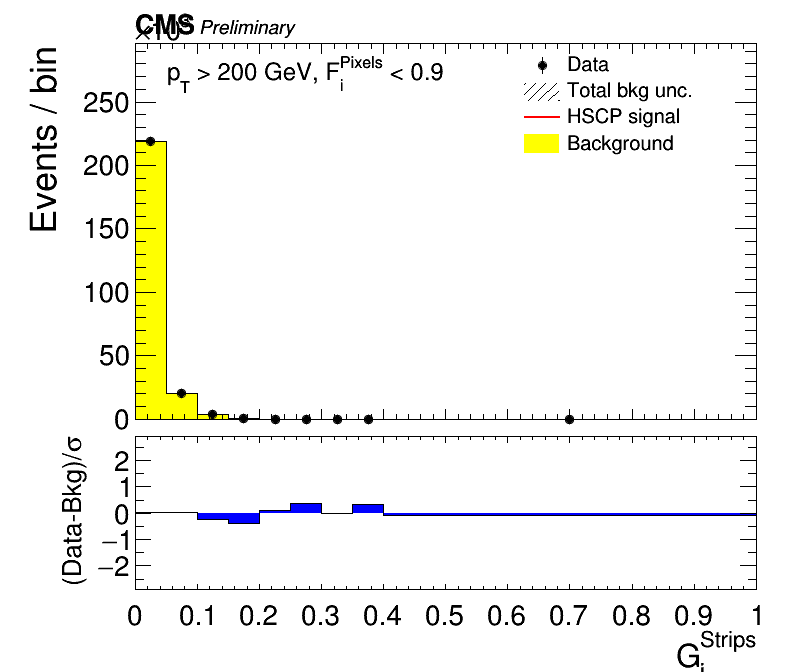 CMS Preliminary
×10³
p_T > 200 GeV, F_i^Pixels < 0.9
Data
Total bkg unc.
HSCP signal
Background
Events / bin
250
200
150
100
50
0
(Data-Bkg)/σ
2
1
0
−1
−2
0 0.1 0.2 0.3 0.4 0.5 0.6 0.7 0.8 0.9 1
G_i^Strips